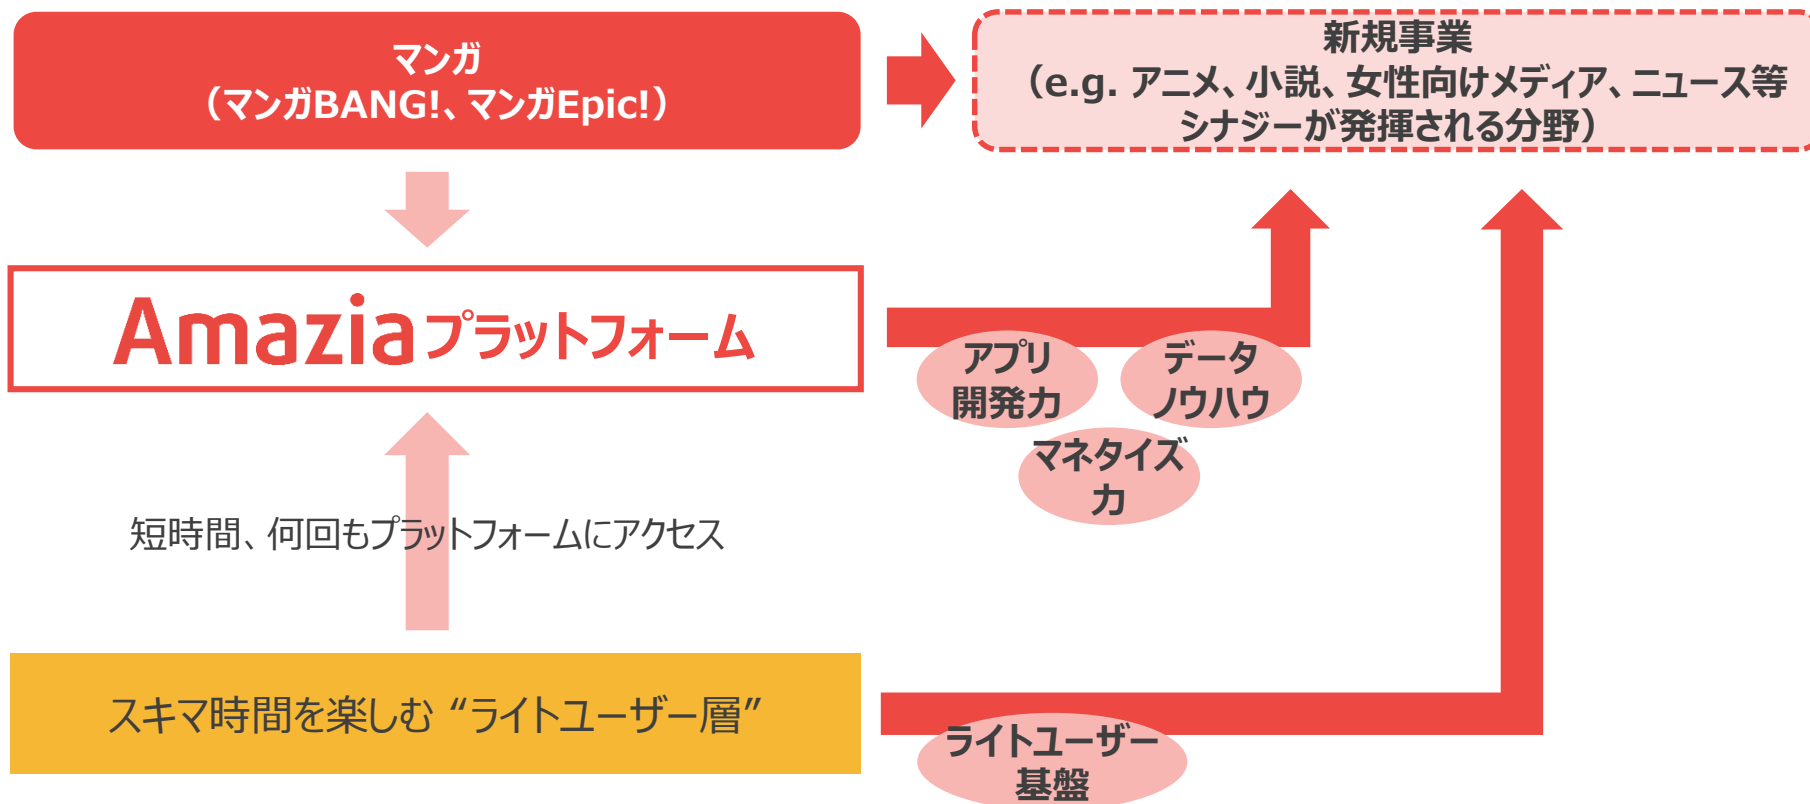 マンガ
（マンガBANG!、マンガEpic!）
新規事業
（e.g. アニメ、小説、女性向けメディア、ニュース等
シナジーが発揮される分野）
Amaziaプラットフォーム
アプリ
開発力
データ
ノウハウ
マネタイズ
力
短時間、何回もプラットフォームにアクセス
スキマ時間を楽しむ “ライトユーザー層”
ライトユーザー
基盤